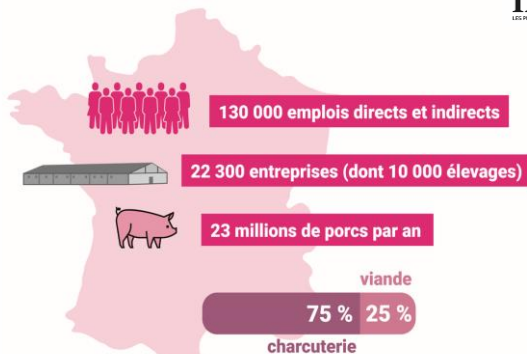 130 000 emplois directs et indirects
22 300 entreprises (dont 10 000 élevages)
23 millions de porcs par an
viande
75 % 25 %
charcuterie